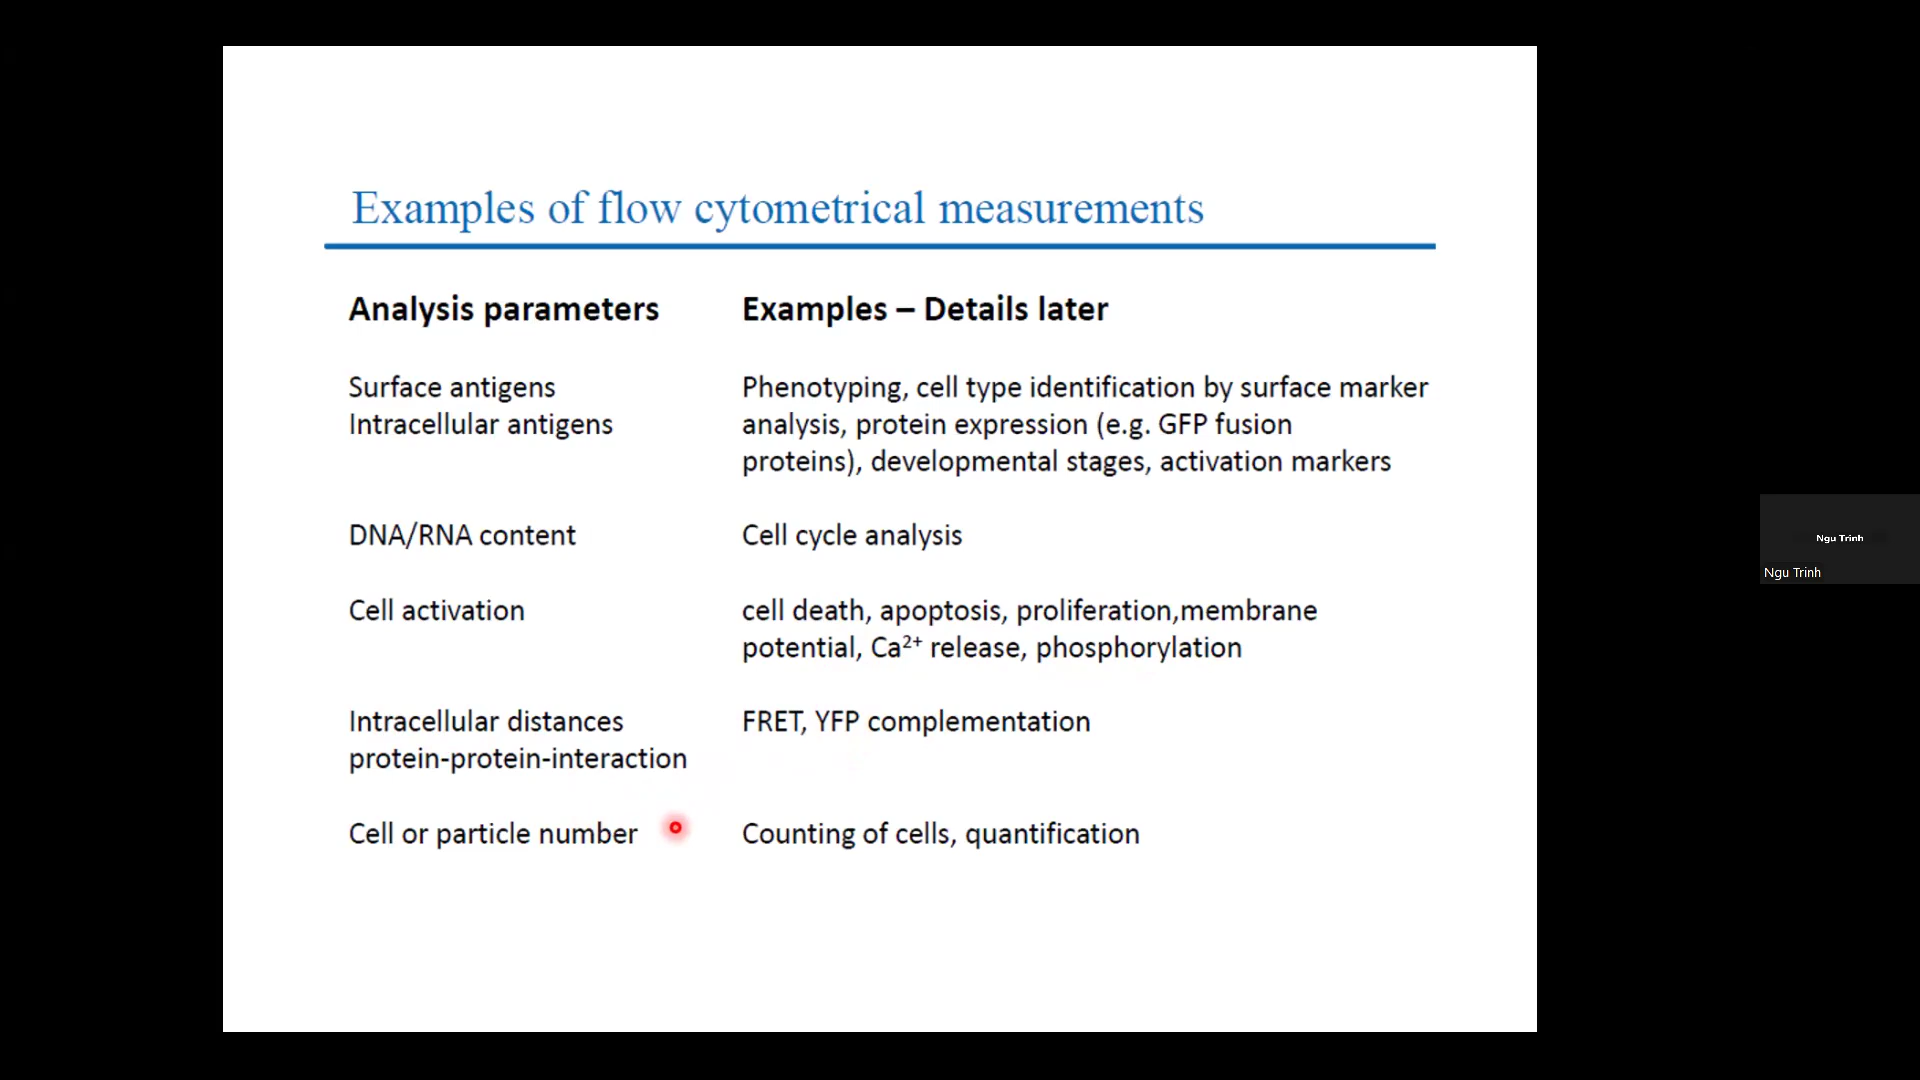 Examples of flow cytometrical measurements
Analysis parameters
Examples – Details later
Surface antigens
Intracellular antigens
Phenotyping, cell type identification by surface marker
analysis, protein expression (e.g. GFP fusion
proteins), developmental stages, activation markers
DNA/RNA content
Cell cycle analysis
Cell activation
cell death, apoptosis, proliferation,membrane
potential, Ca²⁺ release, phosphorylation
Intracellular distances
protein-protein-interaction
FRET, YFP complementation
Cell or particle number
Counting of cells, quantification
Ngu Trinh
Ngu Trinh